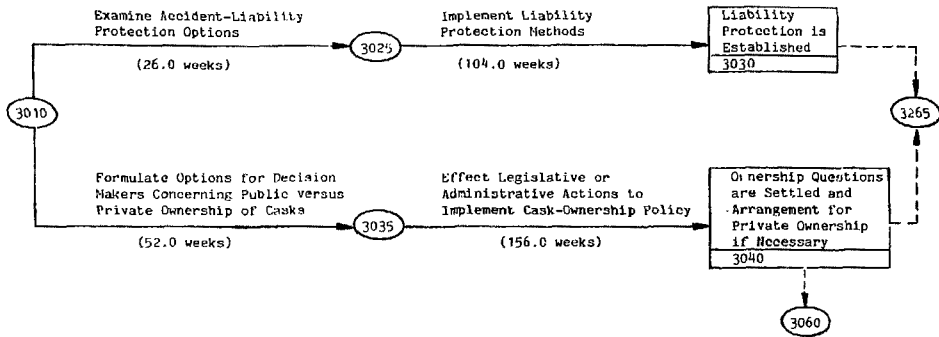 Examine Accident-Liability
Protection Options
(26.0 weeks)
3025
Implement Liability
Protection Methods
(104.0 weeks)
Liability
Protection is
Established
3030
3010
3265
Formulate Options for Decision
Makers Concerning Public versus
Private Ownership of Casks
(52.0 weeks)
3035
Effect Legislative or
Administrative Actions to
Implement Cask-Ownership Policy
(156.0 weeks)
Ownership Questions
are Settled and
Arrangement for
Private Ownership
if Necessary
3040
3060